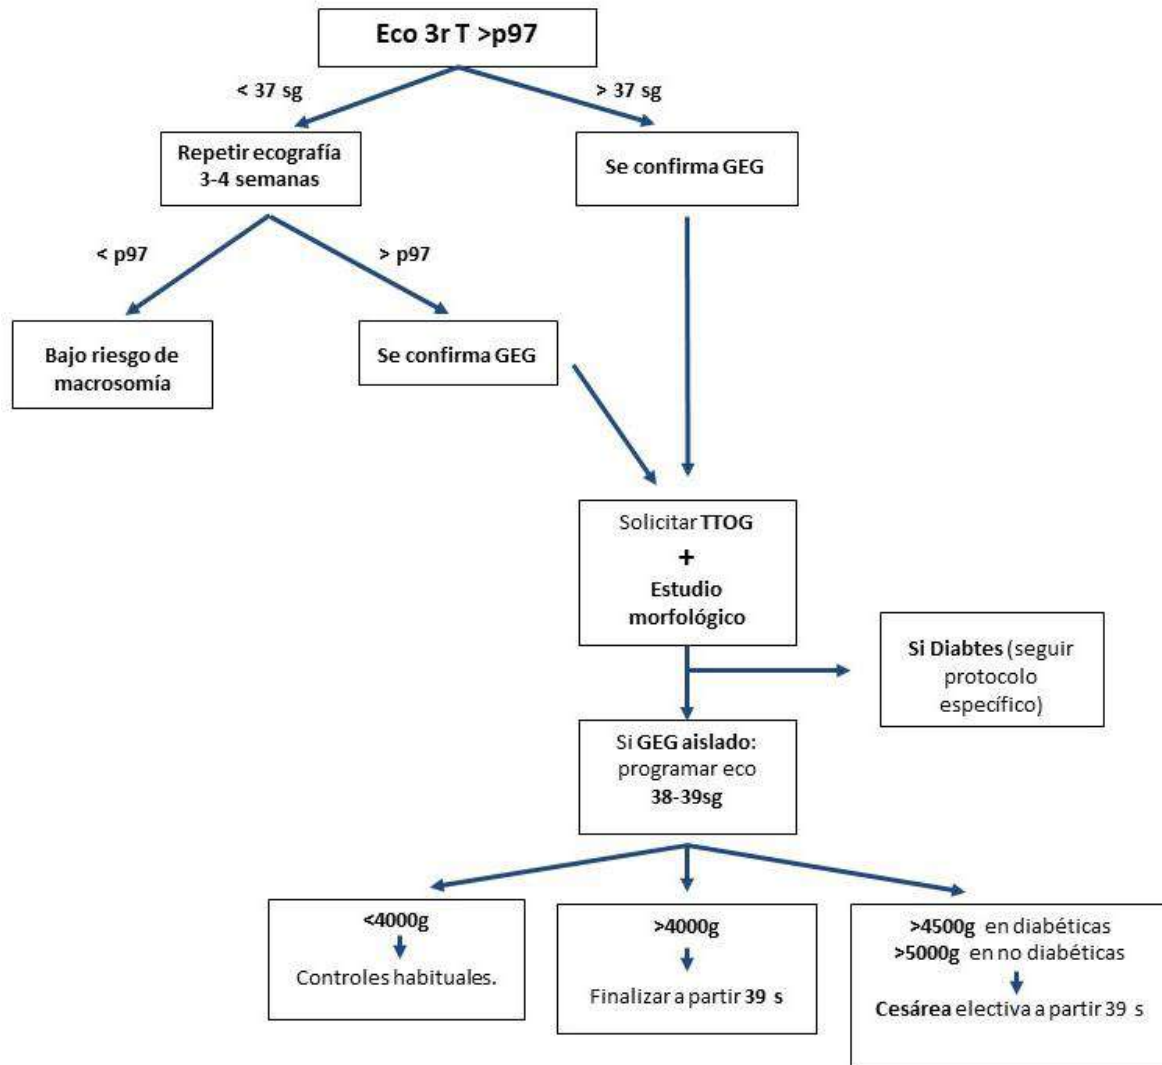 Eco 3r T >p97
< 37 sg
> 37 sg
Repetir ecografía
3-4 semanas
Se confirma GEG
< p97
> p97
Bajo riesgo de
macrosomía
Se confirma GEG
Solicitar TTOG
+
Estudio
morfológico
Si Diabtes (seguir
protocolo
específico)
Si GEG aislado:
programar eco
38-39sg
<4000g
Controles habituales.
>4000g
Finalizar a partir 39 s
>4500g en diabéticas
>5000g en no diabéticas
Cesárea electiva a partir 39 s